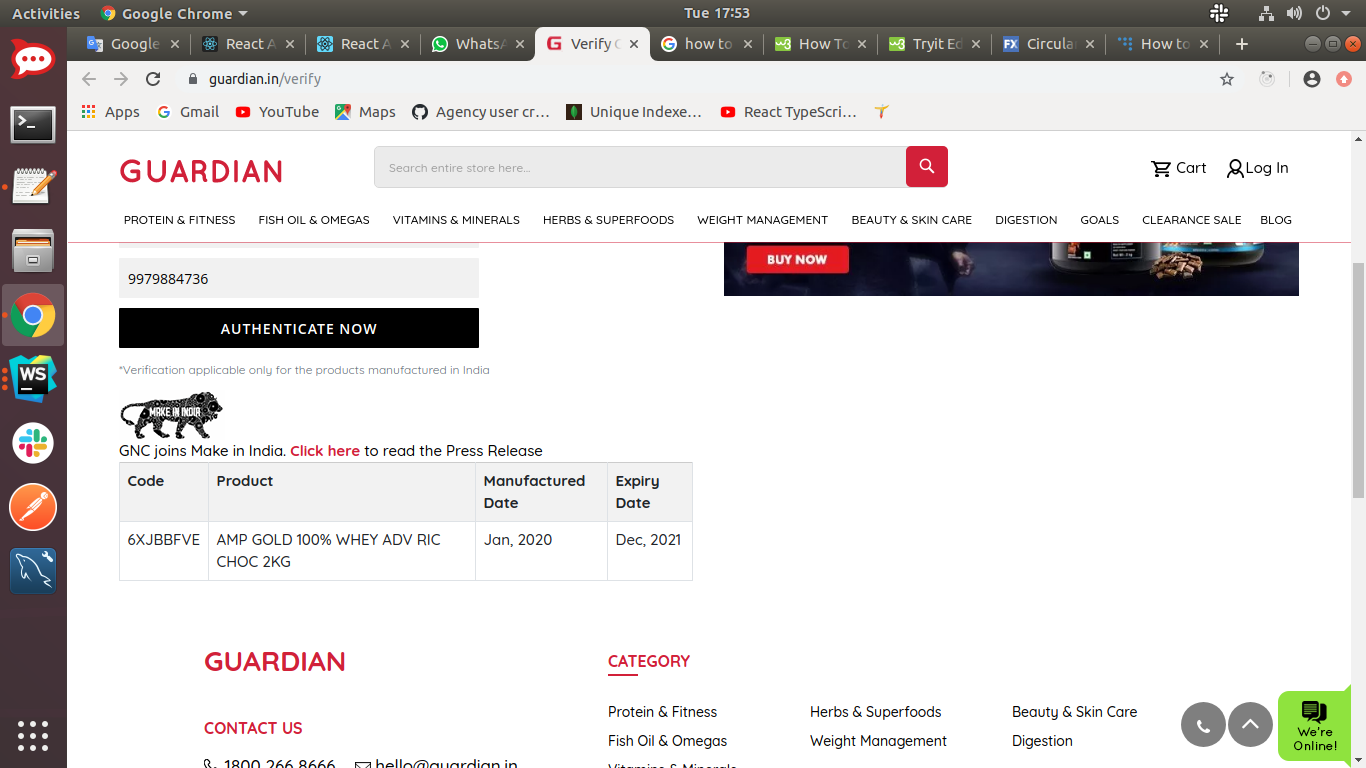 Activities Google Chrome Tue 17:53
Google React A React A WhatsA Verify how to How To Tryit Ed Circula How to
guardian.in/verify
Apps Gmail YouTube Maps Agency user cr... Unique Indexe... React TypeScri...
GUARDIAN Search entire store here... Cart Log In
PROTEIN & FITNESS FISH OIL & OMEGAS VITAMINS & MINERALS HERBS & SUPERFOODS WEIGHT MANAGEMENT BEAUTY & SKIN CARE DIGESTION GOALS CLEARANCE SALE BLOG
BUY NOW
9979884736
AUTHENTICATE NOW
*Verification applicable only for the products manufactured in India
MAKE IN INDIA
GNC joins Make in India. Click here to read the Press Release
Code Product Manufactured Date Expiry Date
6XJBBFVE AMP GOLD 100% WHEY ADV RIC CHOC 2KG Jan, 2020 Dec, 2021
GUARDIAN
CONTACT US
1800 266 8666 hello@guardian.in
CATEGORY
Protein & Fitness Herbs & Superfoods Beauty & Skin Care
Fish Oil & Omegas Weight Management Digestion
Vitamins & Minerals
We're
Online!
WS